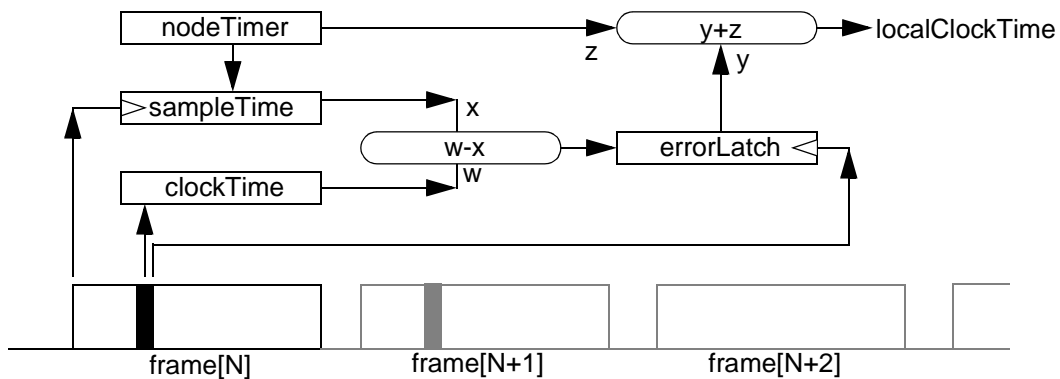 nodeTimer
y+z
localClockTime
z
y
sampleTime
x
w-x
errorLatch
w
clockTime
frame[N]
frame[N+1]
frame[N+2]